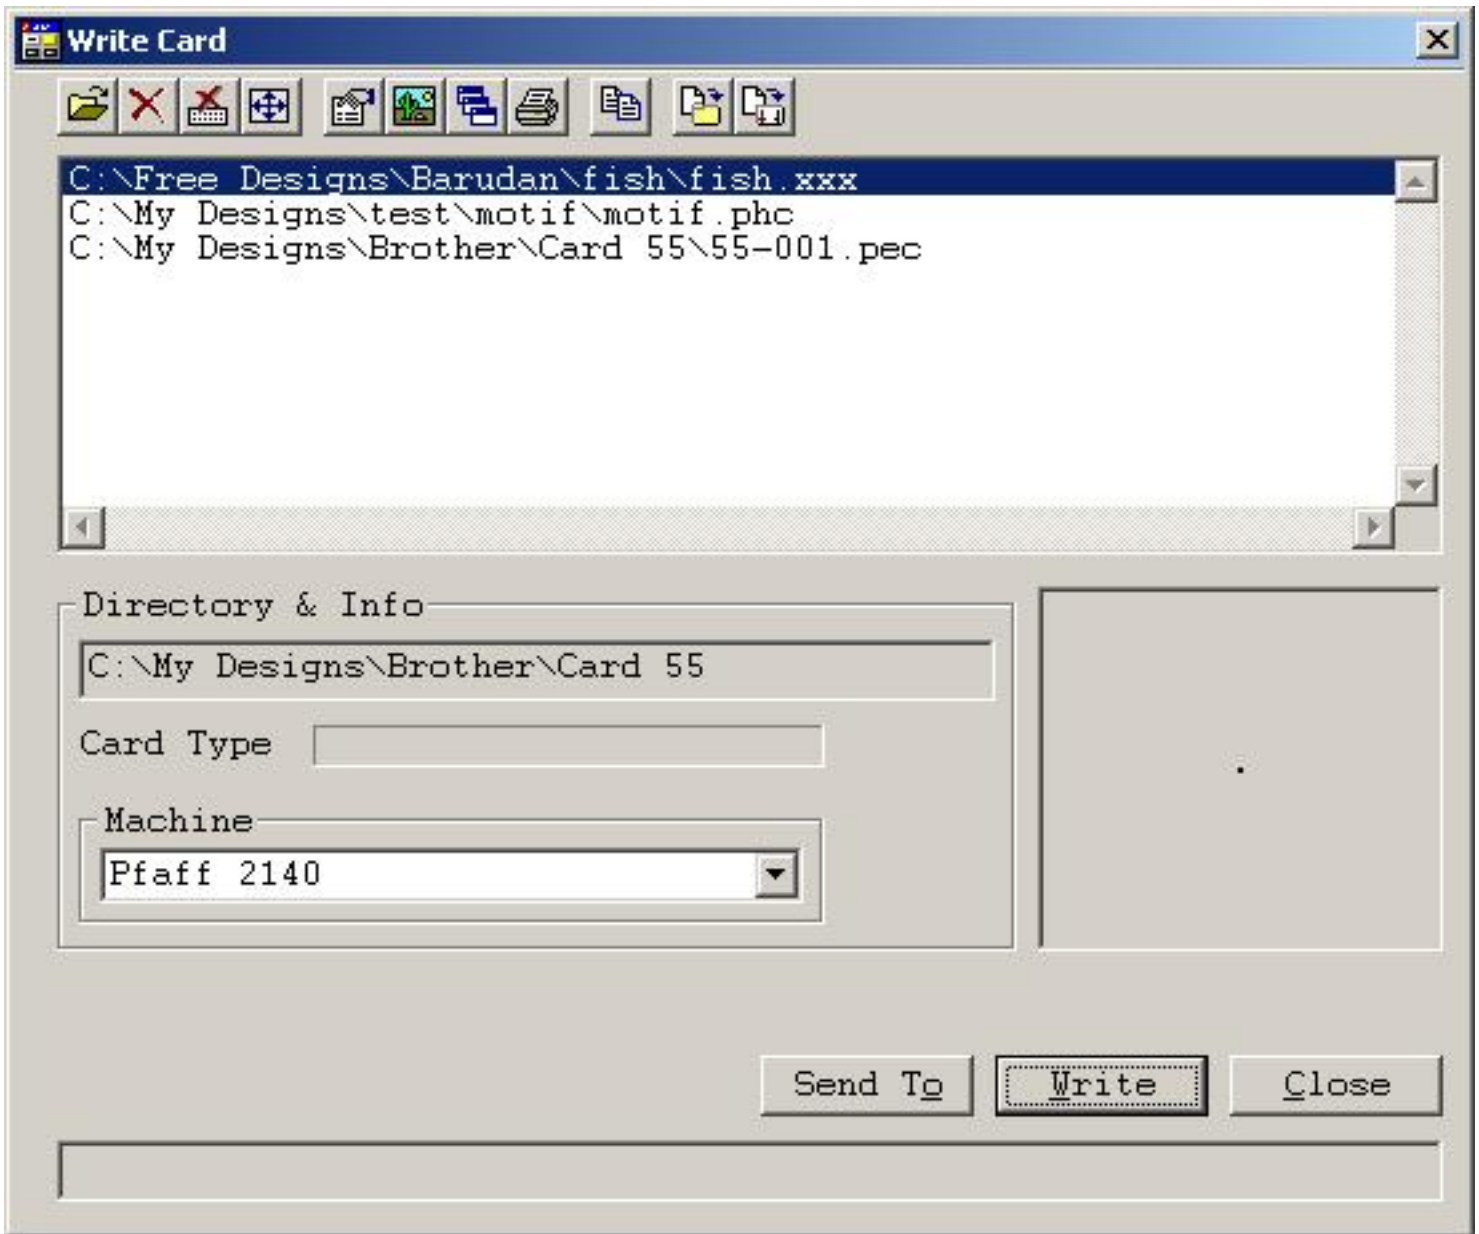 Write Card
C:\Free Designs\Barudan\fish\fish.xxx
C:\My Designs\test\motif\motif.phc
C:\My Designs\Brother\Card 55\55-001.pec
Directory & Info
C:\My Designs\Brother\Card 55
Card Type
Machine
Pfaff 2140
Send To Write Close